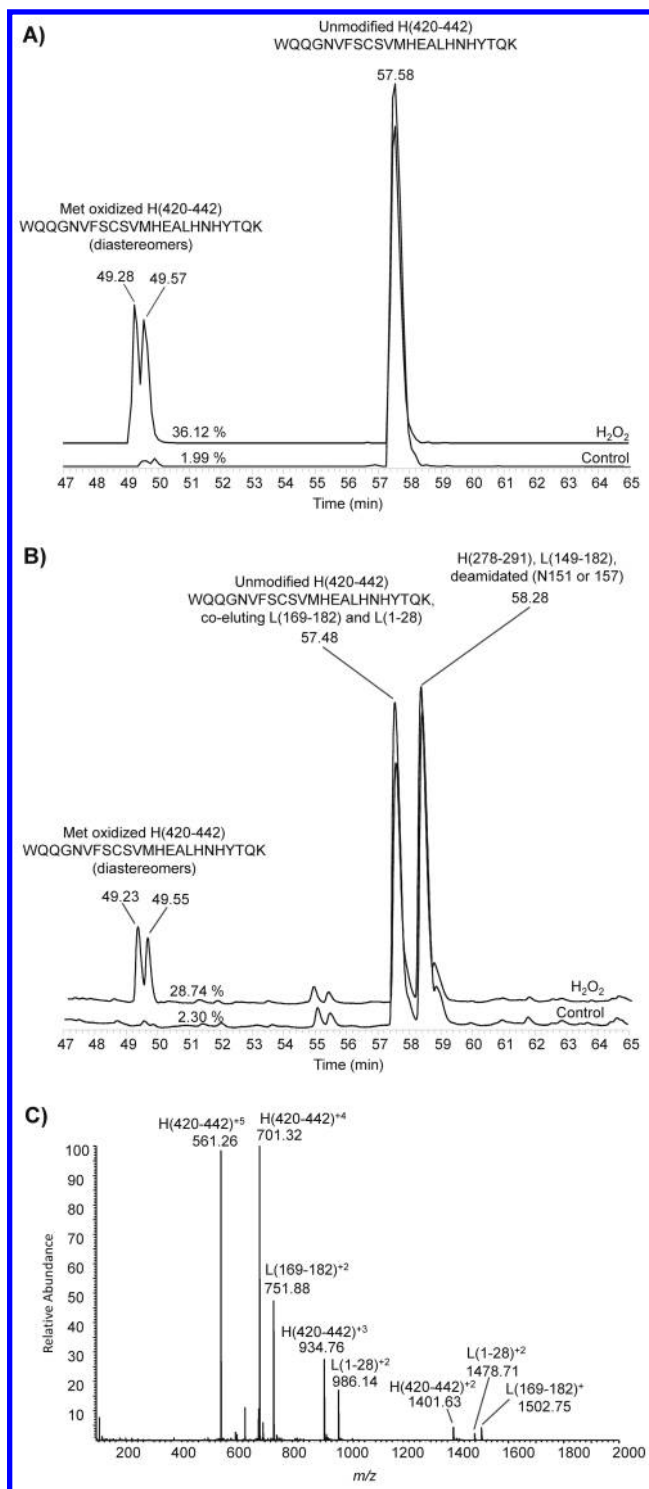 A)
Unmodified H(420-442)
WQQGNVFSCSVMHEALHNHYTQK
57.58
Met oxidized H(420-442)
WQQGNVFSCSVMHEALHNHYTQK
(diastereomers)
49.28 49.57
36.12 %
H2O2
1.99 %
Control
47 48 49 50 51 52 53 54 55 56 57 58 59 60 61 62 63 64 65
Time (min)
B)
H(278-291), L(149-182),
deamidated (N151 or 157)
58.28
Unmodified H(420-442)
WQQGNVFSCSVMHEALHNHYTQK,
co-eluting L(169-182) and L(1-28)
57.48
Met oxidized H(420-442)
WQQGNVFSCSVMHEALHNHYTQK
(diastereomers)
49.23 49.55
28.74 %
H2O2
2.30 %
Control
47 48 49 50 51 52 53 54 55 56 57 58 59 60 61 62 63 64 65
Time (min)
C)
H(420-442)+5
561.26
H(420-442)+4
701.32
L(169-182)+2
751.88
H(420-442)+3
934.76
L(1-28)+2
986.14
H(420-442)+2
1401.63
L(1-28)+2
1478.71
L(169-182)+
1502.75
Relative Abundance
100
90
80
70
60
50
40
30
20
10
200 400 600 800 1000 1200 1400 1600 1800 2000
m/z